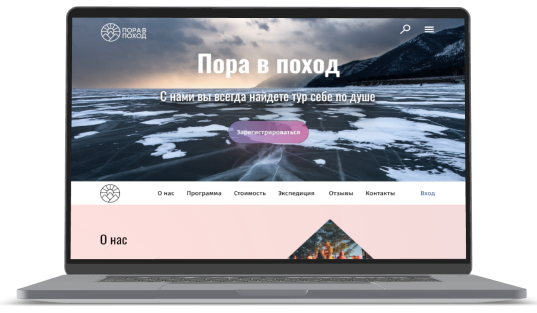 ПОРА В
ПОХОД
Пора в поход
С нами вы всегда найдете тур себе по душе
Зарегистрироваться
О нас Программа Стоимость Экспедиция Отзывы Контакты Вход
О нас